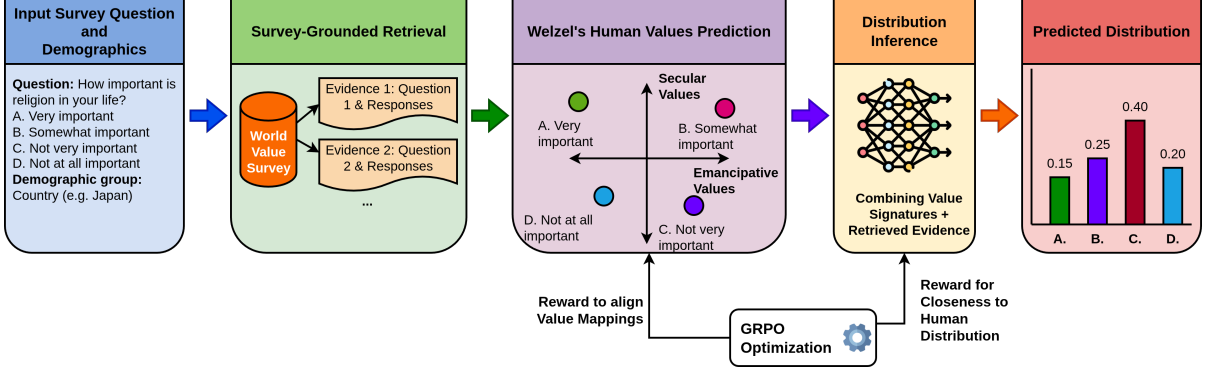 Input Survey Question
and
Demographics
Question: How important is
religion in your life?
A. Very important
B. Somewhat important
C. Not very important
D. Not at all important
Demographic group:
Country (e.g. Japan)
Survey-Grounded Retrieval
World
Value
Survey
Evidence 1: Question
1 & Responses
Evidence 2: Question
2 & Responses
...
Welzel's Human Values Prediction
Secular
Values
A. Very
important
B. Somewhat
important
Emancipative
Values
D. Not at all
important
C. Not very
important
Distribution
Inference
Combining Value
Signatures +
Retrieved Evidence
Predicted Distribution
0.15
0.25
0.40
0.20
A.
B.
C.
D.
Reward to align
Value Mappings
GRPO
Optimization
Reward for
Closeness to
Human
Distribution